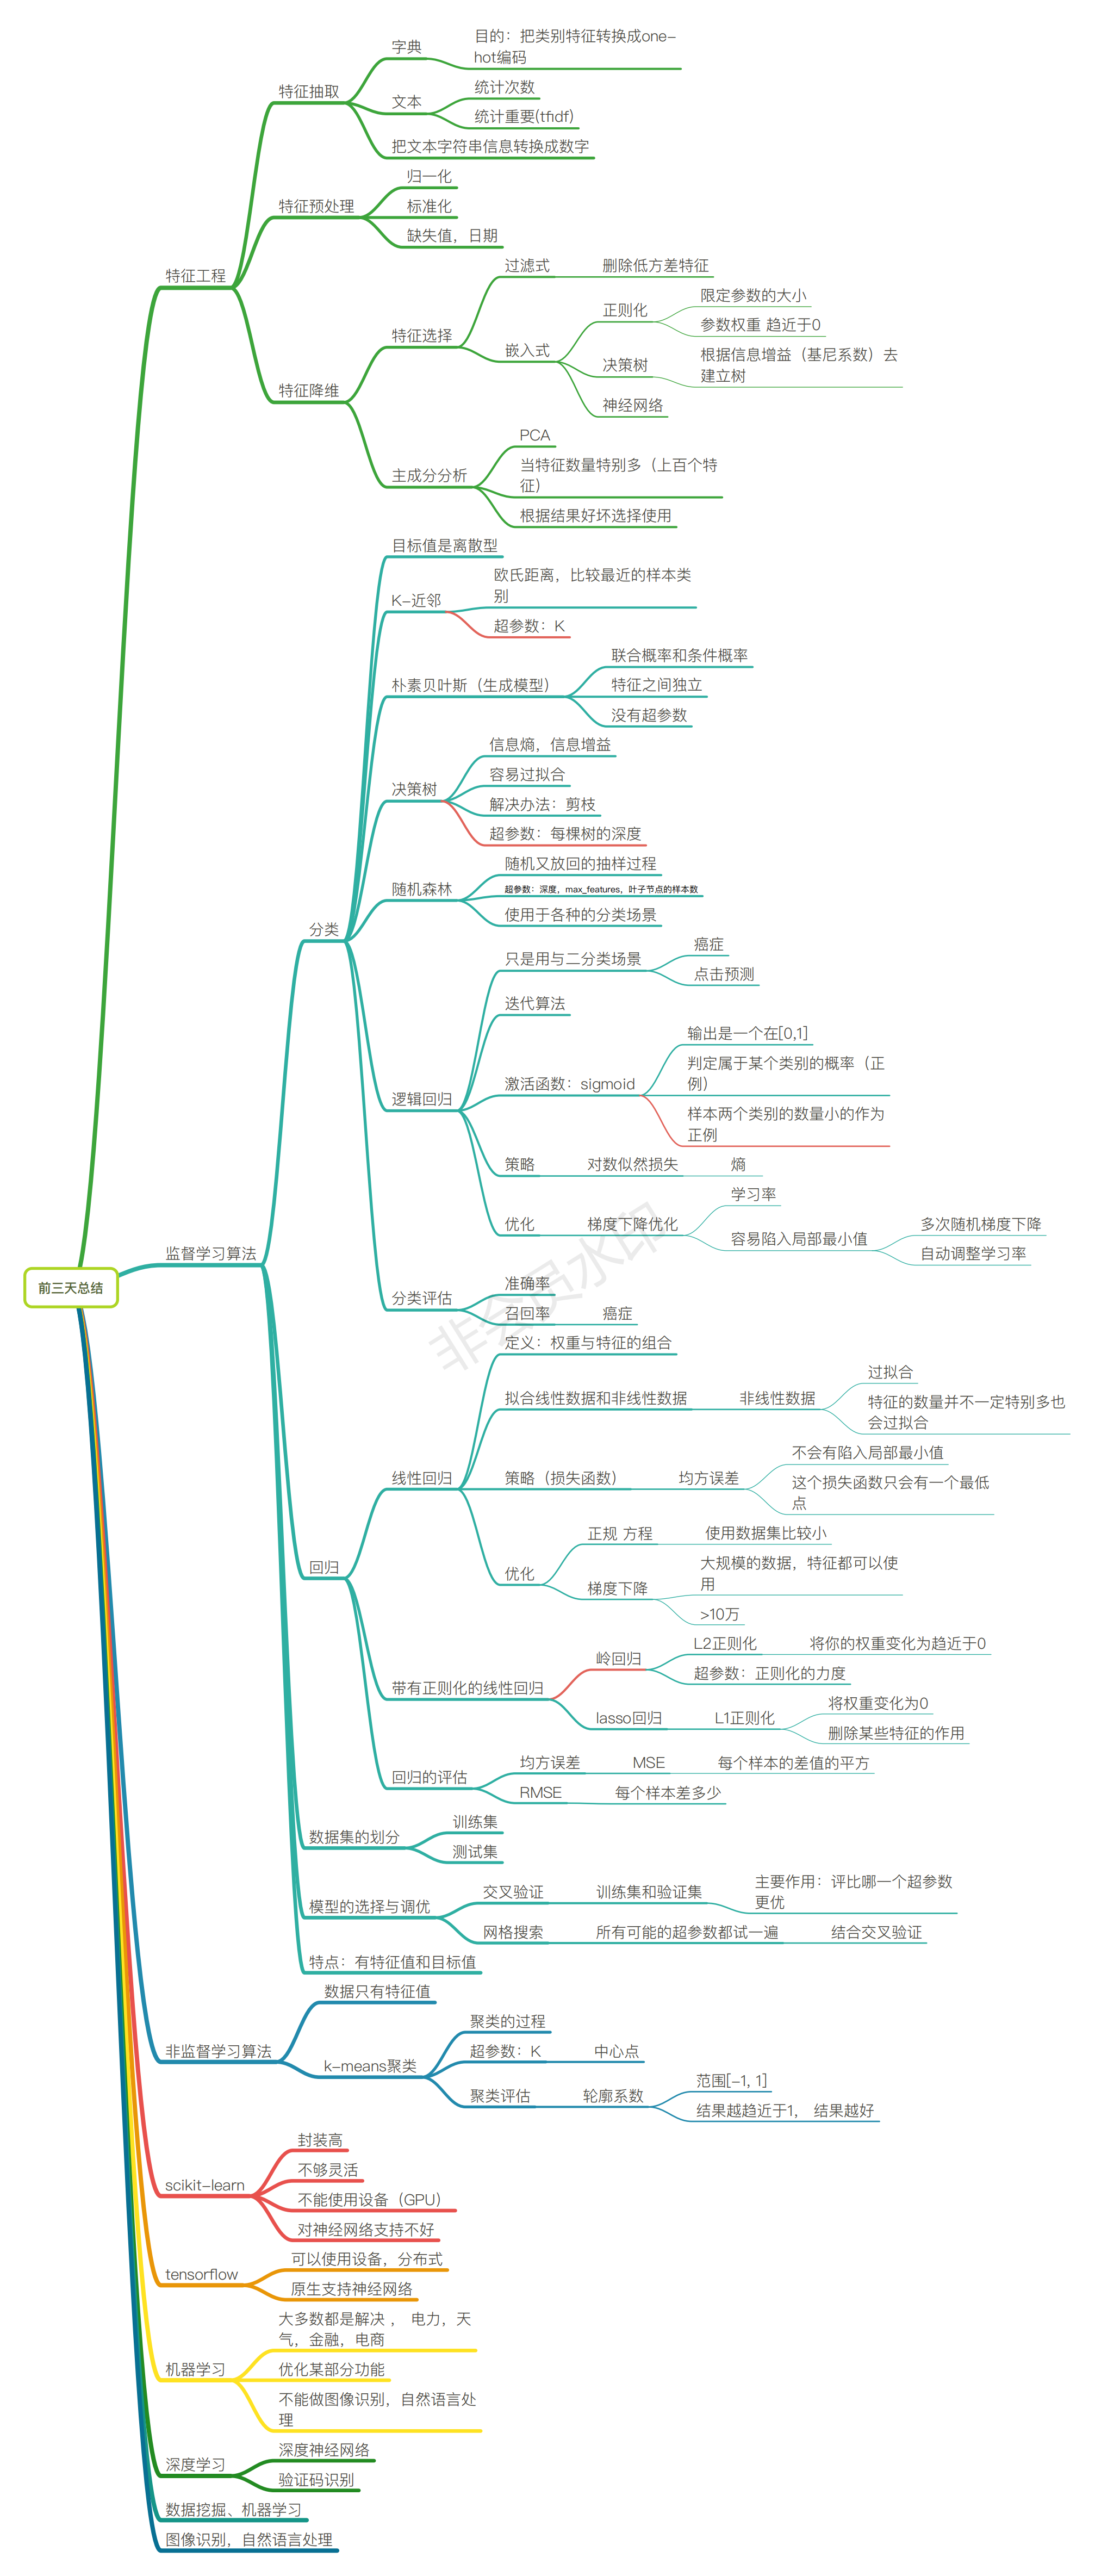 目的：把类别特征转换成one-
hot编码
字典
统计次数
特征抽取
文本
统计重要(tfidf)
把文本字符串信息转换成数字
归一化
特征预处理
标准化
缺失值，日期
特征工程
过滤式
删除低方差特征
限定参数的大小
正则化
参数权重 趋近于0
特征选择
嵌入式
根据信息增益（基尼系数）去
建立树
决策树
特征降维
神经网络
PCA
当特征数量特别多（上百个特
征）
主成分分析
根据结果好坏选择使用
目标值是离散型
欧氏距离，比较最近的样本类
别
K-近邻
超参数：K
联合概率和条件概率
朴素贝叶斯（生成模型）
特征之间独立
没有超参数
信息熵，信息增益
容易过拟合
决策树
解决办法：剪枝
超参数：每棵树的深度
随机又放回的抽样过程
随机森林
超参数：深度，max_features，叶子节点的样本数
使用于各种的分类场景
分类
癌症
只是用与二分类场景
点击预测
迭代算法
输出是一个在[0,1]
判定属于某个类别的概率（正
例）
激活函数：sigmoid
逻辑回归
样本两个类别的数量小的作为
正例
策略
对数似然损失
熵
学习率
优化
梯度下降优化
多次随机梯度下降
容易陷入局部最小值
自动调整学习率
监督学习算法
前三天总结
准确率
分类评估
召回率
癌症
非会员水印
定义：权重与特征的组合
过拟合
拟合线性数据和非线性数据
非线性数据
特征的数量并不一定特别多也
会过拟合
不会有陷入局部最小值
线性回归
策略（损失函数）
均方误差
这个损失函数只会有一个最低
点
正规 方程
使用数据集比较小
优化
大规模的数据，特征都可以使
用
梯度下降
>10万
回归
L2正则化
将你的权重变化为趋近于0
岭回归
超参数：正则化的力度
带有正则化的线性回归
将权重变化为0
lasso回归
L1正则化
删除某些特征的作用
均方误差
MSE
每个样本的差值的平方
回归的评估
RMSE
每个样本差多少
训练集
数据集的划分
测试集
主要作用：评比哪一个超参数
更优
交叉验证
训练集和验证集
模型的选择与调优
网格搜索
所有可能的超参数都试一遍
结合交叉验证
特点：有特征值和目标值
数据只有特征值
聚类的过程
非监督学习算法
超参数：K
中心点
k-means聚类
范围[-1, 1]
聚类评估
轮廓系数
结果越趋近于1， 结果越好
封装高
不够灵活
scikit-learn
不能使用设备（GPU）
对神经网络支持不好
可以使用设备，分布式
tensorflow
原生支持神经网络
大多数都是解决 ， 电力，天
气，金融，电商
机器学习
优化某部分功能
不能做图像识别，自然语言处
理
深度神经网络
深度学习
验证码识别
数据挖掘、机器学习
图像识别，自然语言处理